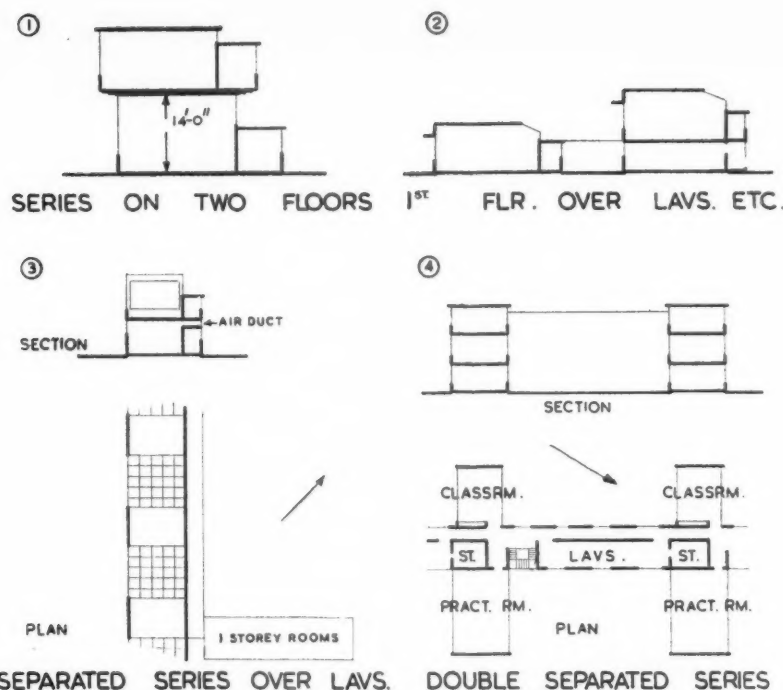 ①
14'-0"
SERIES ON TWO FLOORS
②
1ST. FLR. OVER LAVS. ETC.
③
AIR DUCT
SECTION
PLAN
1 STOREY ROOMS
SEPARATED SERIES OVER LAVS.
④
SECTION
CLASSRM. CLASSRM.
ST. LAVS. ST.
PRACT. RM. PRACT. RM.
PLAN
DOUBLE SEPARATED SERIES